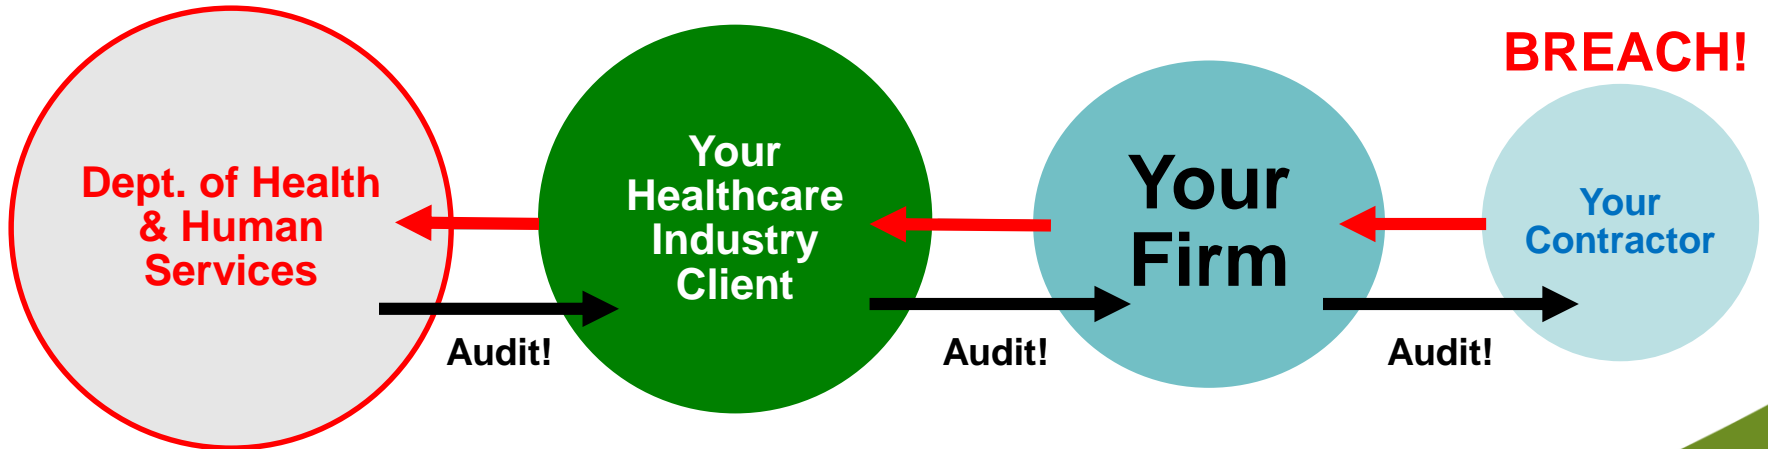 BREACH!
Dept. of Health
& Human
Services
Your
Healthcare
Industry
Client
Your
Firm
Your
Contractor
Audit!
Audit!
Audit!